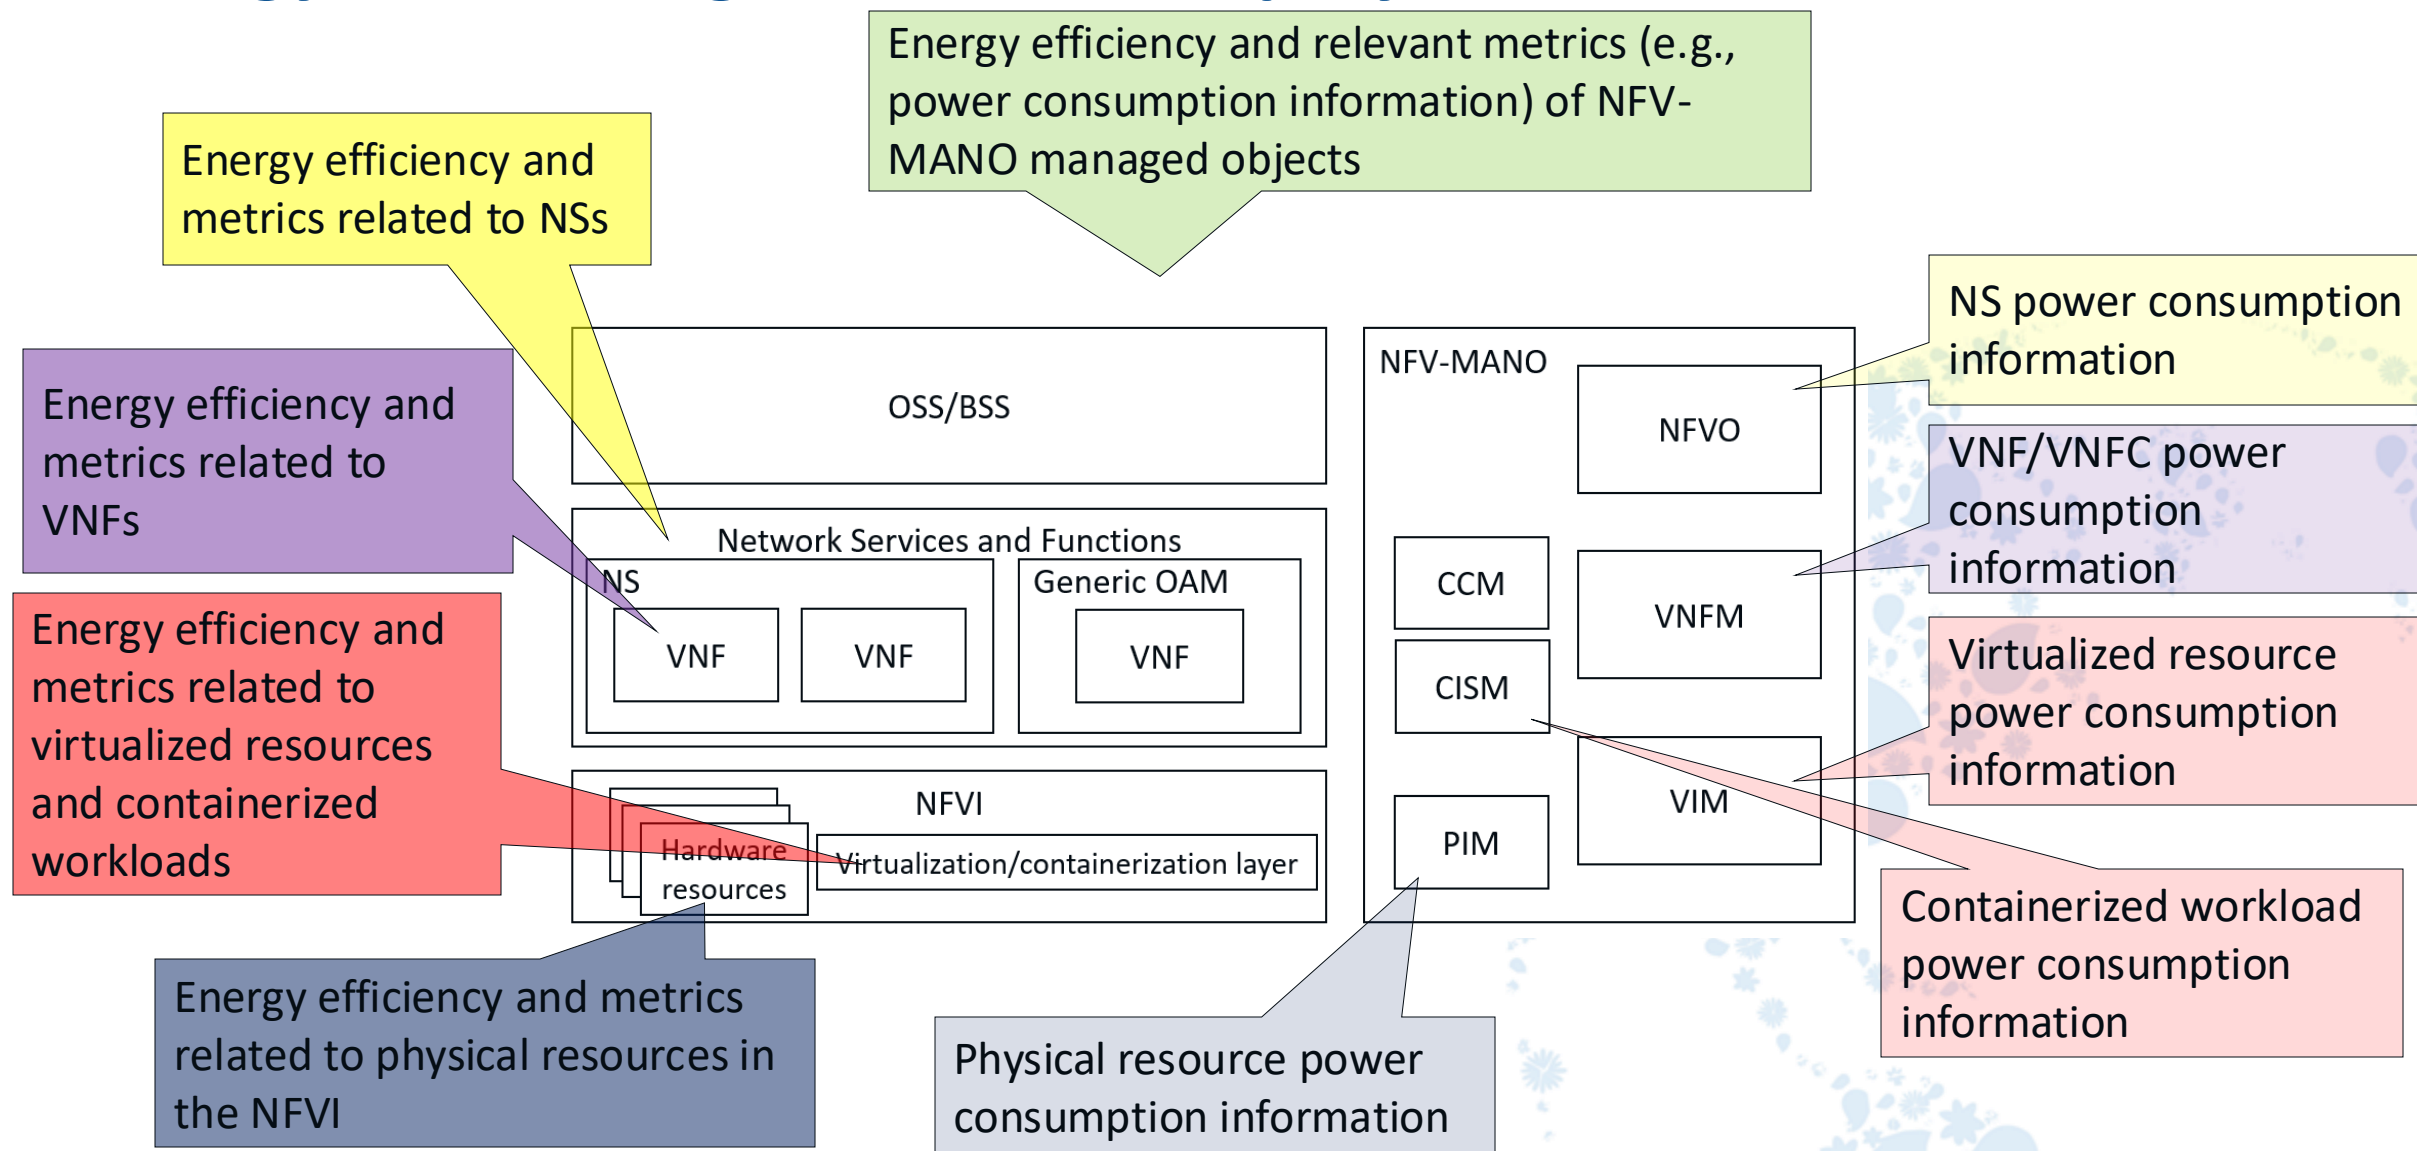 Energy efficiency and relevant metrics (e.g.,
power consumption information) of NFV-
MANO managed objects
Energy efficiency and
metrics related to NSs
NS power consumption
information
Energy efficiency and
metrics related to
VNFs
OSS/BSS
NFV-MANO
NFVO
VNF/VNFC power
consumption
information
Network Services and Functions
NS
VNF
VNF
Generic OAM
VNF
CCM
VNFM
CISM
Energy efficiency and
metrics related to
virtualized resources
and containerized
workloads
Virtualized resource
power consumption
information
NFVI
Hardware
resources
Virtualization/containerization layer
VIM
PIM
Containerized workload
power consumption
information
Energy efficiency and metrics
related to physical resources in
the NFVI
Physical resource power
consumption information